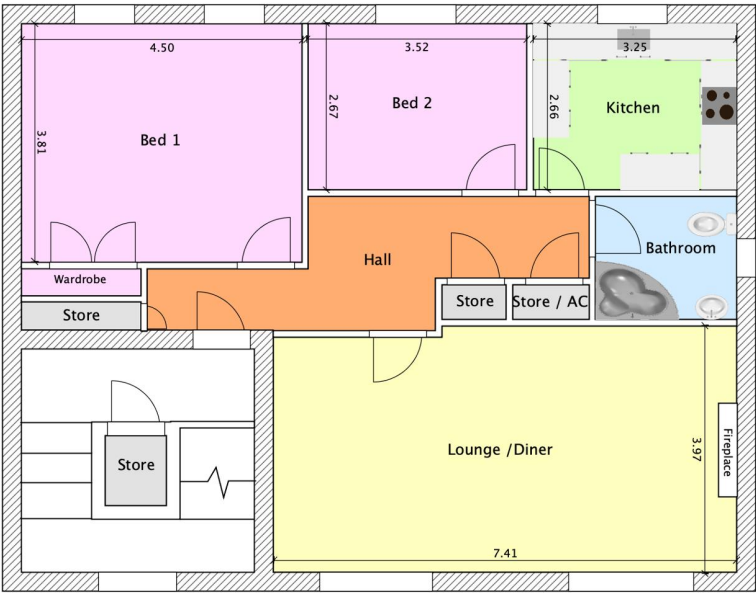 4.50
3.52
3.25
3.81
Bed 1
2.67
Bed 2
2.66
Kitchen
Hall
Bathroom
Wardrobe
Store
Store
Store / AC
Store
Lounge /Diner
3.97
Fireplace
7.41